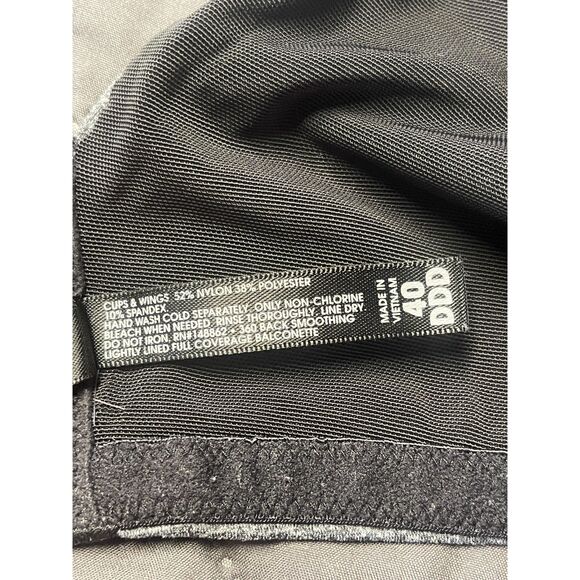 CUPS & WINGS 52% NYLON 38% POLYESTER
10% SPANDEX.
HAND WASH COLD SEPARATELY. ONLY NON-CHLORINE
BLEACH WHEN NEEDED. RINSE THOROUGHLY. LINE DRY.
DO NOT IRON. RN#148862 • 360 BACK SMOOTHING
LIGHTLY LINED FULL COVERAGE BALCONETTE
MADE IN
VIETNAM
40
DDD